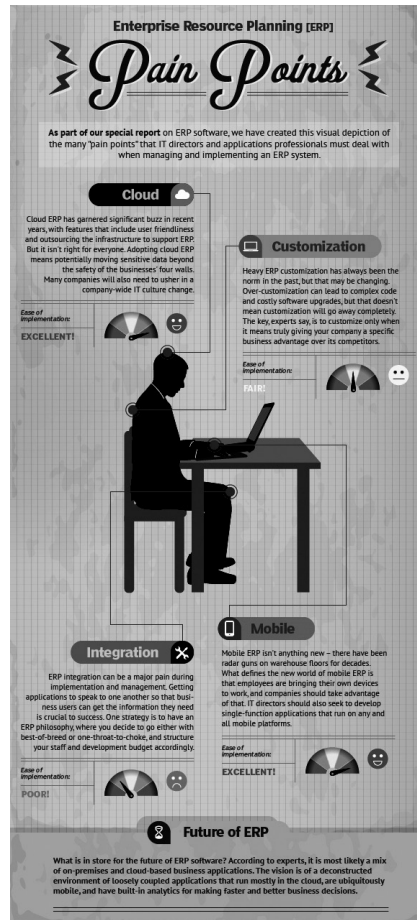 Enterprise Resource Planning [ERP]
Pain Points
As part of our special report on ERP software, we have created this visual depiction of
the many "pain points" that IT directors and applications professionals must deal with
when managing and implementing an ERP system.
Cloud
Cloud ERP has garnered significant buzz in recent
years, with features that include user friendliness
and outsourcing the infrastructure to support ERP.
But it isn't right for everyone. Adopting cloud ERP
means potentially moving sensitive data beyond
the safety of the businesses' four walls.
Many companies will also need to usher in a
company-wide IT culture change.
Ease of
implementation:
EXCELLENT!
Customization
Heavy ERP customization has always been the
norm in the past, but that may be changing.
Over-customization can lead to complex code
and costly software upgrades, but that doesn't
mean customization will go away completely.
The key, experts say, is to customize only when
it means truly giving your company a specific
business advantage over its competitors.
Ease of
implementation:
FAIR!
Integration
ERP integration can be a major pain during
implementation and management. Getting
applications to speak to one another so that busi-
ness users can get the information they need
is crucial to success. One strategy is to have an
ERP philosophy, where you decide to go either with
best-of-breed or one-throat-to-choke, and structure
your staff and development budget accordingly.
Ease of
implementation:
POOR!
Mobile
Mobile ERP isn't anything new – there have been
radar guns on warehouse floors for decades.
What defines the new world of mobile ERP is
that employees are bringing their own devices
to work, and companies should take advantage
of that. IT directors should also seek to develop
single-function applications that run on any and
all mobile platforms.
Ease of
implementation:
EXCELLENT!
Future of ERP
What is in store for the future of ERP software? According to experts, it is most likely a mix
of on-premises and cloud-based business applications. The vision is of a deconstructed
environment of loosely coupled applications that run mostly in the cloud, are ubiquitously
mobile, and have built-in analytics for making faster and better business decisions.